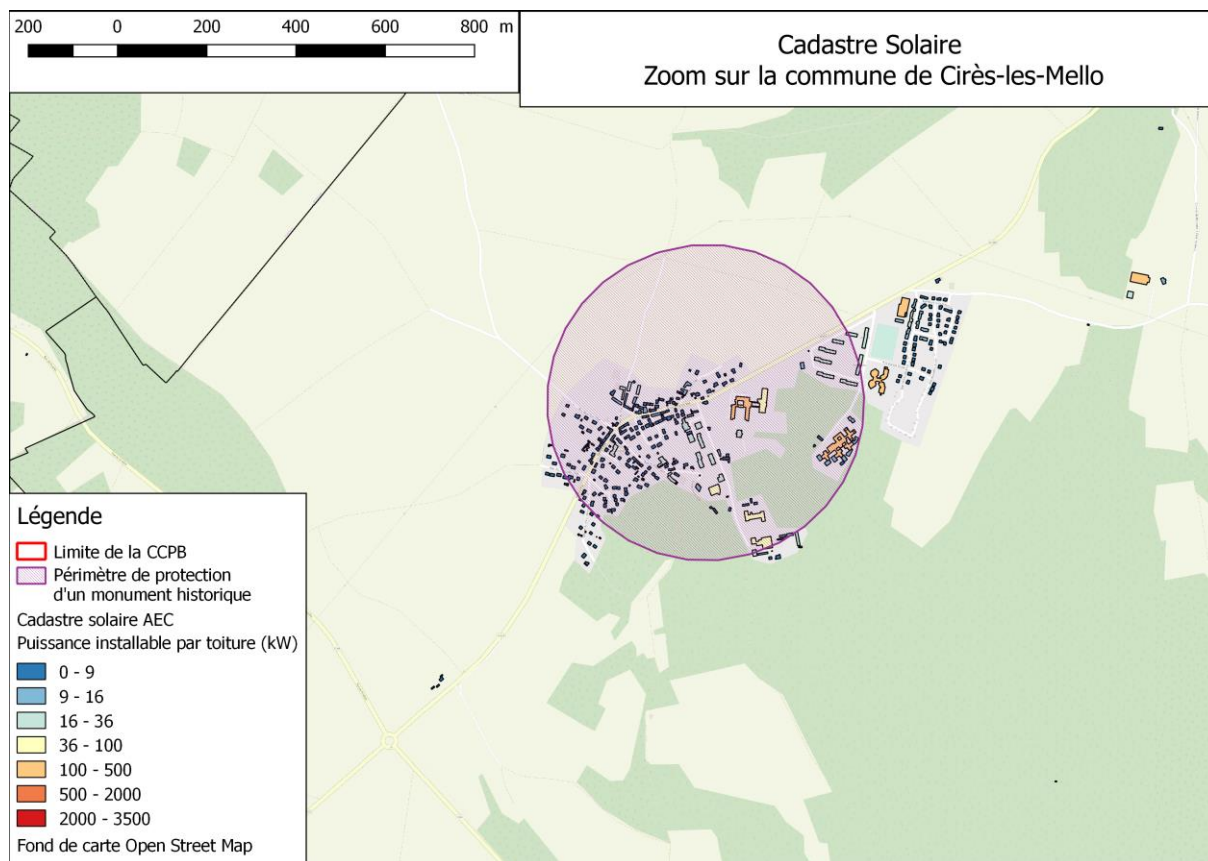 200 0 200 400 600 800 m
Cadastre Solaire
Zoom sur la commune de Cirès-les-Mello
Légende
Limite de la CCPB
Périmètre de protection
d'un monument historique
Cadastre solaire AEC
Puissance installable par toiture (kW)
0 - 9
9 - 16
16 - 36
36 - 100
100 - 500
500 - 2000
2000 - 3500
Fond de carte Open Street Map